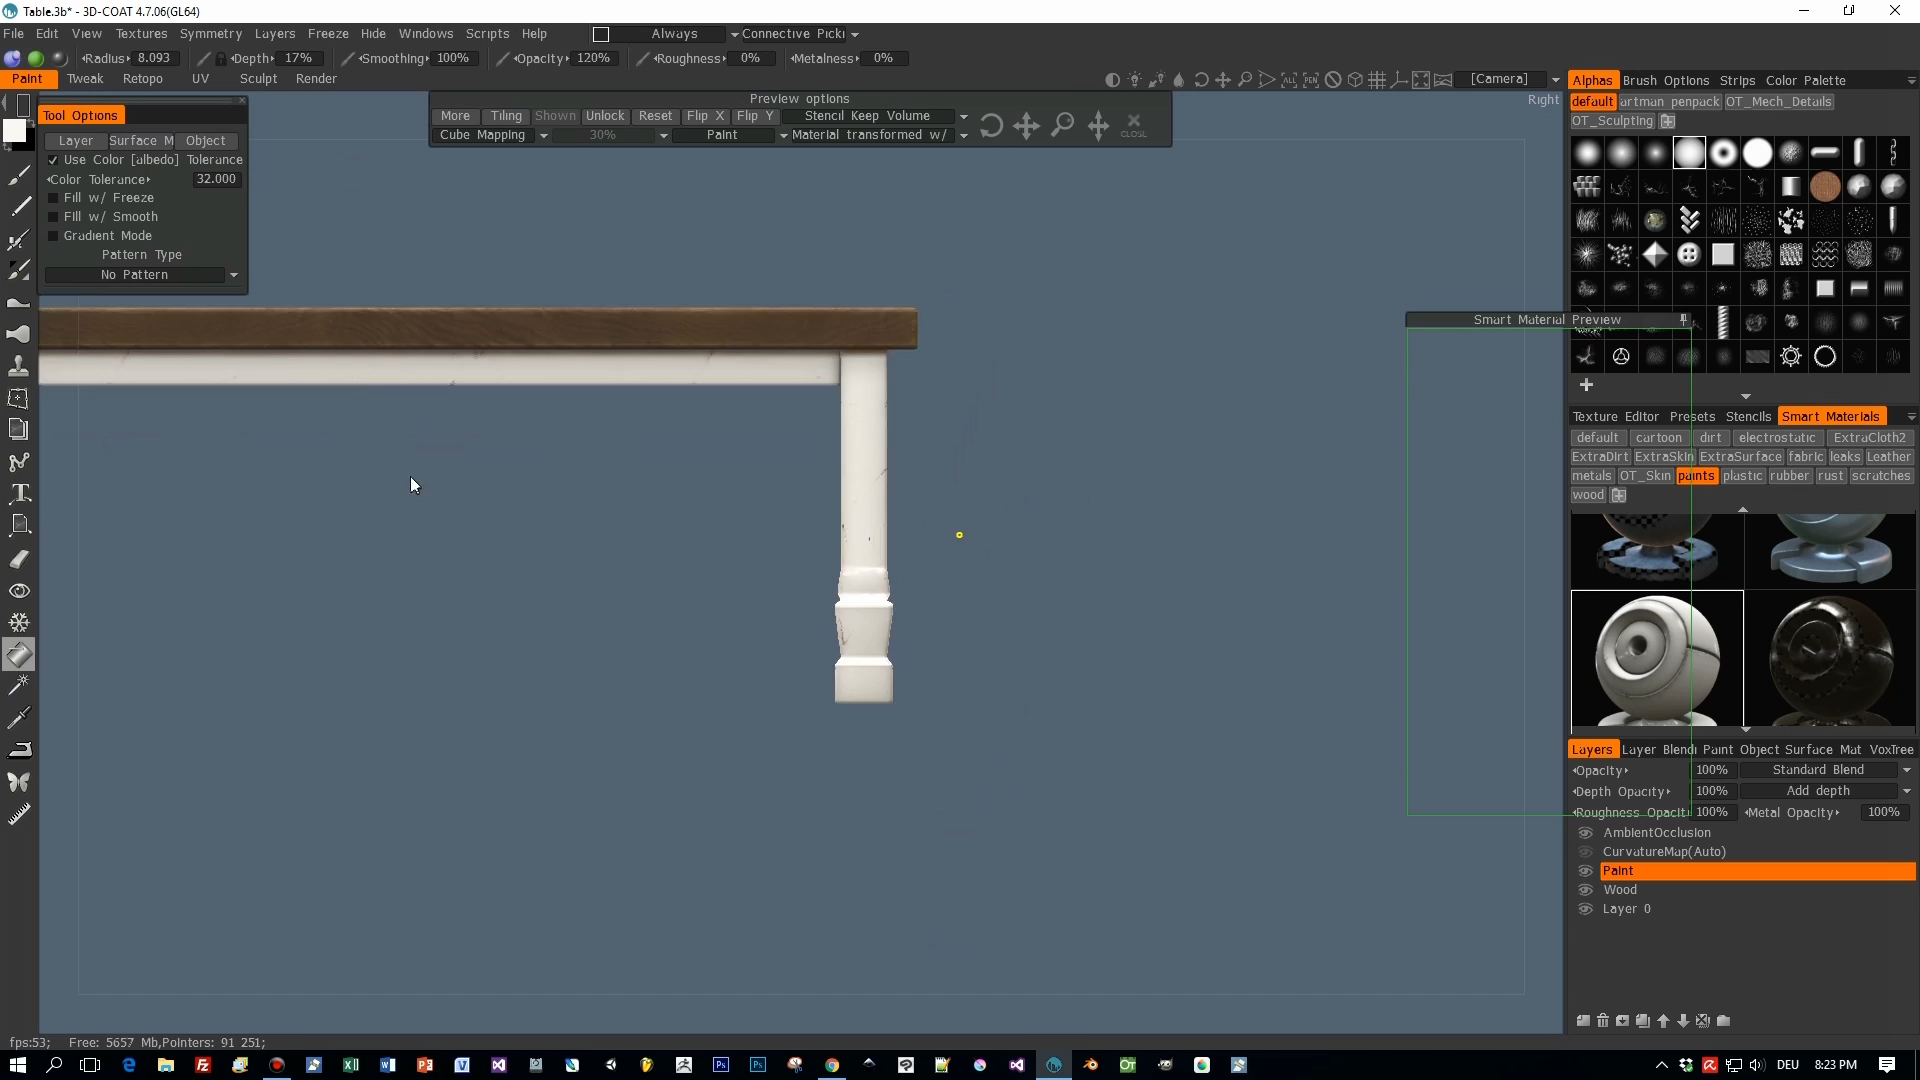 Table.3b* - 3D-COAT 4.7.06(GL64)
File Edit View Textures Symmetry Layers Freeze Hide Windows Scripts Help Always Connective Picki
Radius 8.093 Depth 17% Smoothing 100% Opacity 120% Roughness 0% Metalness 0%
Paint Tweak Retopo UV Sculpt Render [Camera]
Alphas Brush Options Strips Color Palette
Preview options
Right
default artman penpack OT_Mech_Details
OT_Sculpting
Tool Options
More Tiling Shown Unlock Reset Flip X Flip Y Stencil Keep Volume
Cube Mapping 30% Paint Material transformed w/ CLOSE
Layer Surface M Object
Use Color [albedo] Tolerance
Color Tolerance 32.000
Fill w/ Freeze
Fill w/ Smooth
Gradient Mode
Pattern Type
No Pattern
Smart Material Preview
Texture Editor Presets Stencils Smart Materials
default cartoon dirt electrostatic ExtraCloth2
ExtraDirt ExtraSkin ExtraSurface fabric leaks Leather
metals OT_Skin paints plastic rubber rust scratches
wood
Layers Layer Blendi Paint Object Surface Mat VoxTree
Opacity 100% Standard Blend
Depth Opacity 100% Add depth
Roughness Opacit 100% Metal Opacity 100%
AmbientOcclusion
CurvatureMap(Auto)
Paint
Wood
Layer 0
fps:53; Free: 5657 Mb,Pointers: 91 251;
DEU 8:23 PM